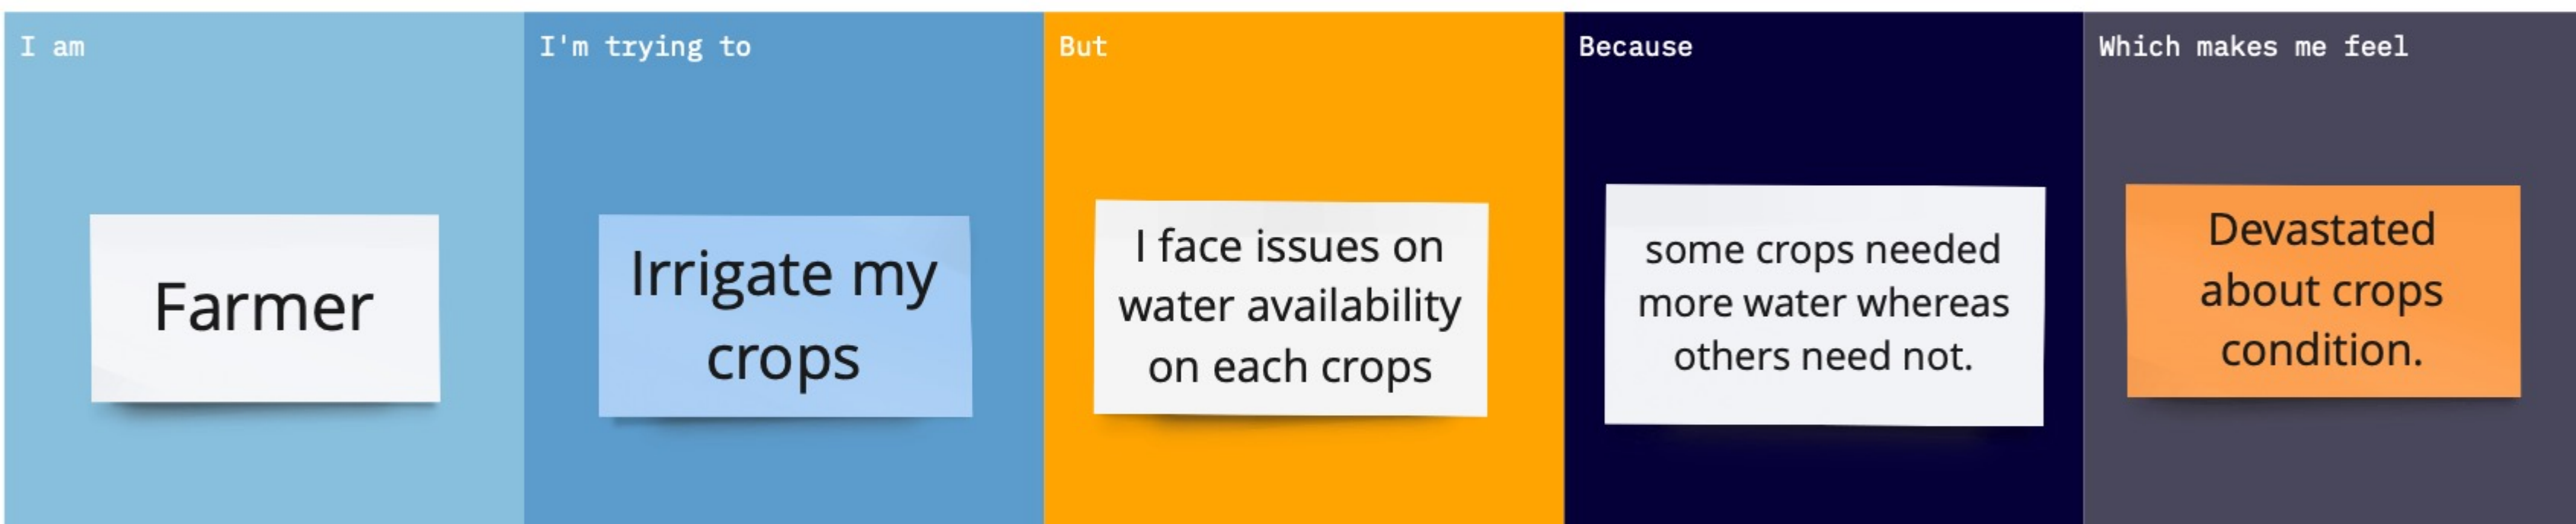 I am
Farmer
I'm trying to
Irrigate my
crops
But
I face issues on
water availability
on each crops
Because
some crops needed
more water whereas
others need not.
Which makes me feel
Devastated
about crops
condition.